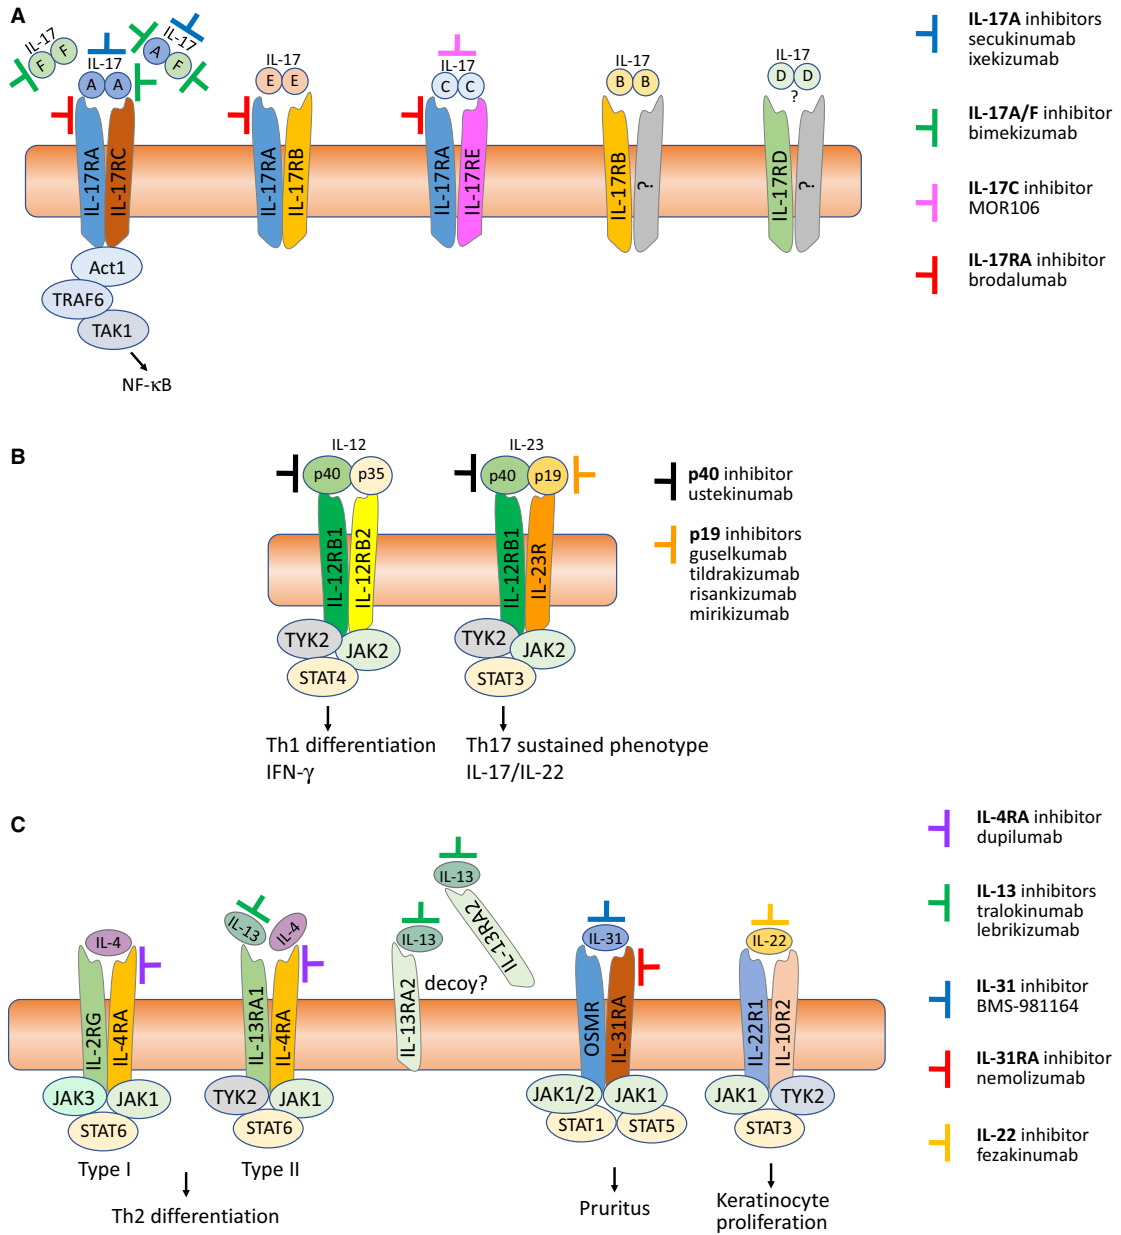 A
IL-17
F F
IL-17
A A
IL-17
A F
IL-17
E E
IL-17
C C
IL-17
B B
IL-17
D D
?
IL-17RA
IL-17RC
IL-17RA
IL-17RB
IL-17RA
IL-17RE
IL-17RB
?
IL-17RD
?
Act1
TRAF6
TAK1
NF-κB
IL-17A inhibitors
secukinumab
ixekizumab
IL-17A/F inhibitor
bimekizumab
IL-17C inhibitor
MOR106
IL-17RA inhibitor
brodalumab
B
IL-12
p40 p35
IL-23
p40 p19
IL-12RB1
IL-12RB2
IL-12RB1
IL-23R
TYK2
JAK2
STAT4
TYK2
JAK2
STAT3
Th1 differentiation
IFN-γ
Th17 sustained phenotype
IL-17/IL-22
p40 inhibitor
ustekinumab
p19 inhibitors
guselkumab
tildrakizumab
risankizumab
mirikizumab
C
IL-4
IL-13
IL-4
IL-13
IL-13
IL-31
IL-22
IL-2RG
IL-4RA
IL-13RA1
IL-4RA
IL-13RA2
decoy?
IL-13RA2
OSMR
IL-31RA
IL-22R1
IL-10R2
JAK3
JAK1
STAT6
TYK2
JAK1
STAT6
JAK1/2
JAK1
STAT1
STAT5
JAK1
TYK2
STAT3
Type I
Type II
Th2 differentiation
Pruritus
Keratinocyte
proliferation
IL-4RA inhibitor
dupilumab
IL-13 inhibitors
tralokinumab
lebrikizumab
IL-31 inhibitor
BMS-981164
IL-31RA inhibitor
nemolizumab
IL-22 inhibitor
fezakinumab